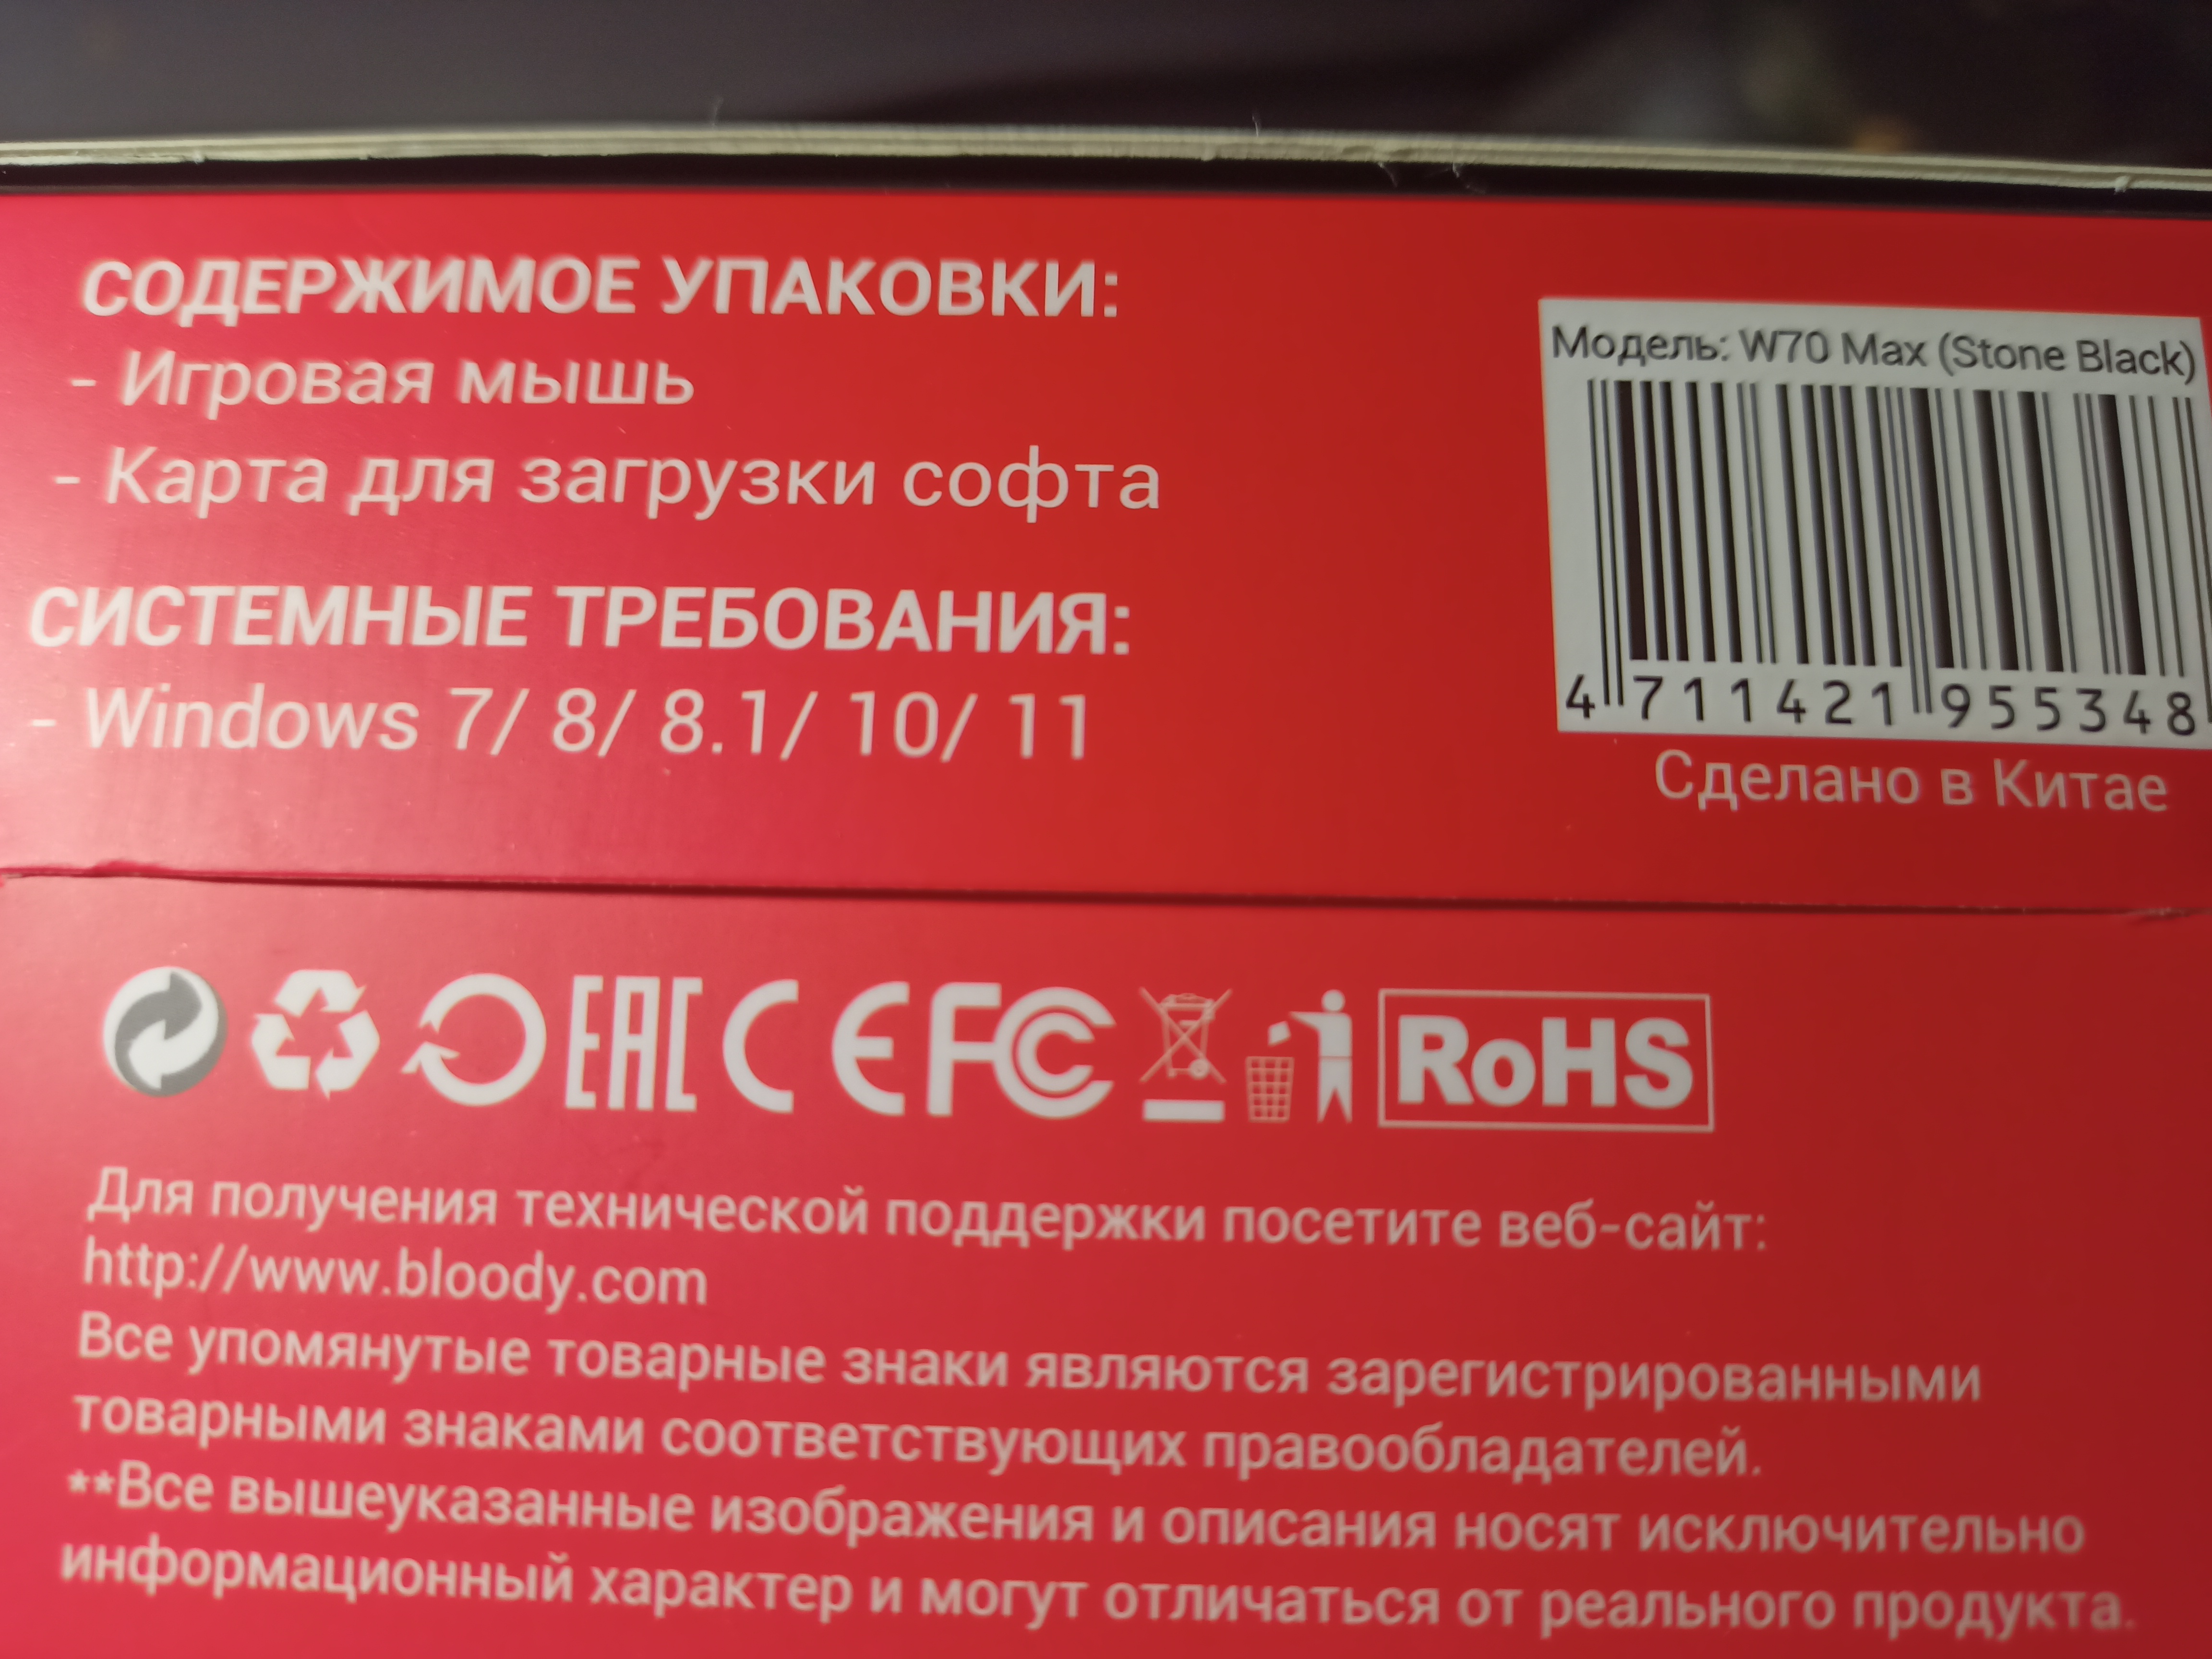 СОДЕРЖИМОЕ УПАКОВКИ:
- Игровая мышь
- Карта для загрузки софта
СИСТЕМНЫЕ ТРЕБОВАНИЯ:
- Windows 7/ 8/ 8.1/ 10/ 11
Модель: W70 Max (Stone Black)
4 711421 955348
Сделано в Китае
EAC CE FC RoHS
Для получения технической поддержки посетите веб-сайт:
http://www.bloody.com
Все упомянутые товарные знаки являются зарегистрированными
товарными знаками соответствующих правообладателей.
**Все вышеуказанные изображения и описания носят исключительно
информационный характер и могут отличаться от реального продукта.